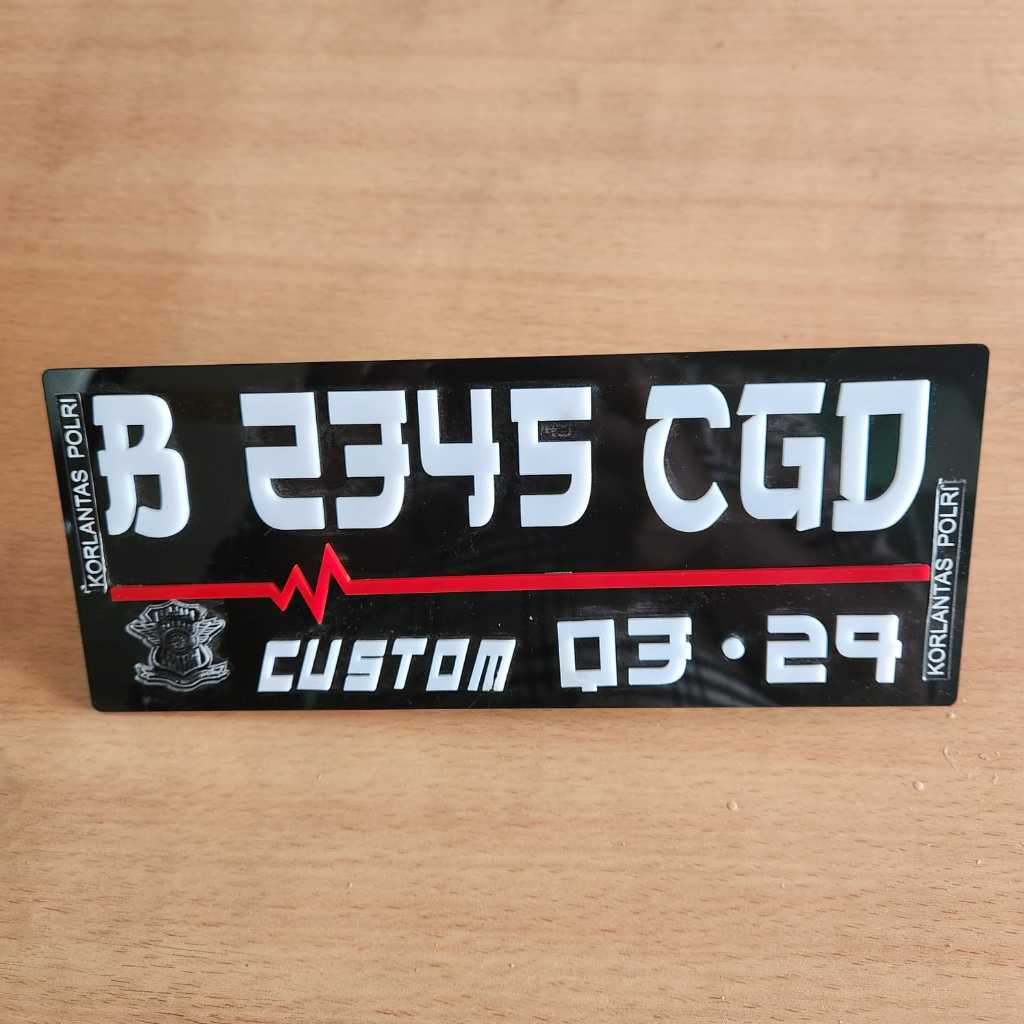 B 2345 CGD
CUSTOM 03 · 29
KORLANTAS POLRI
KORLANTAS POLRI